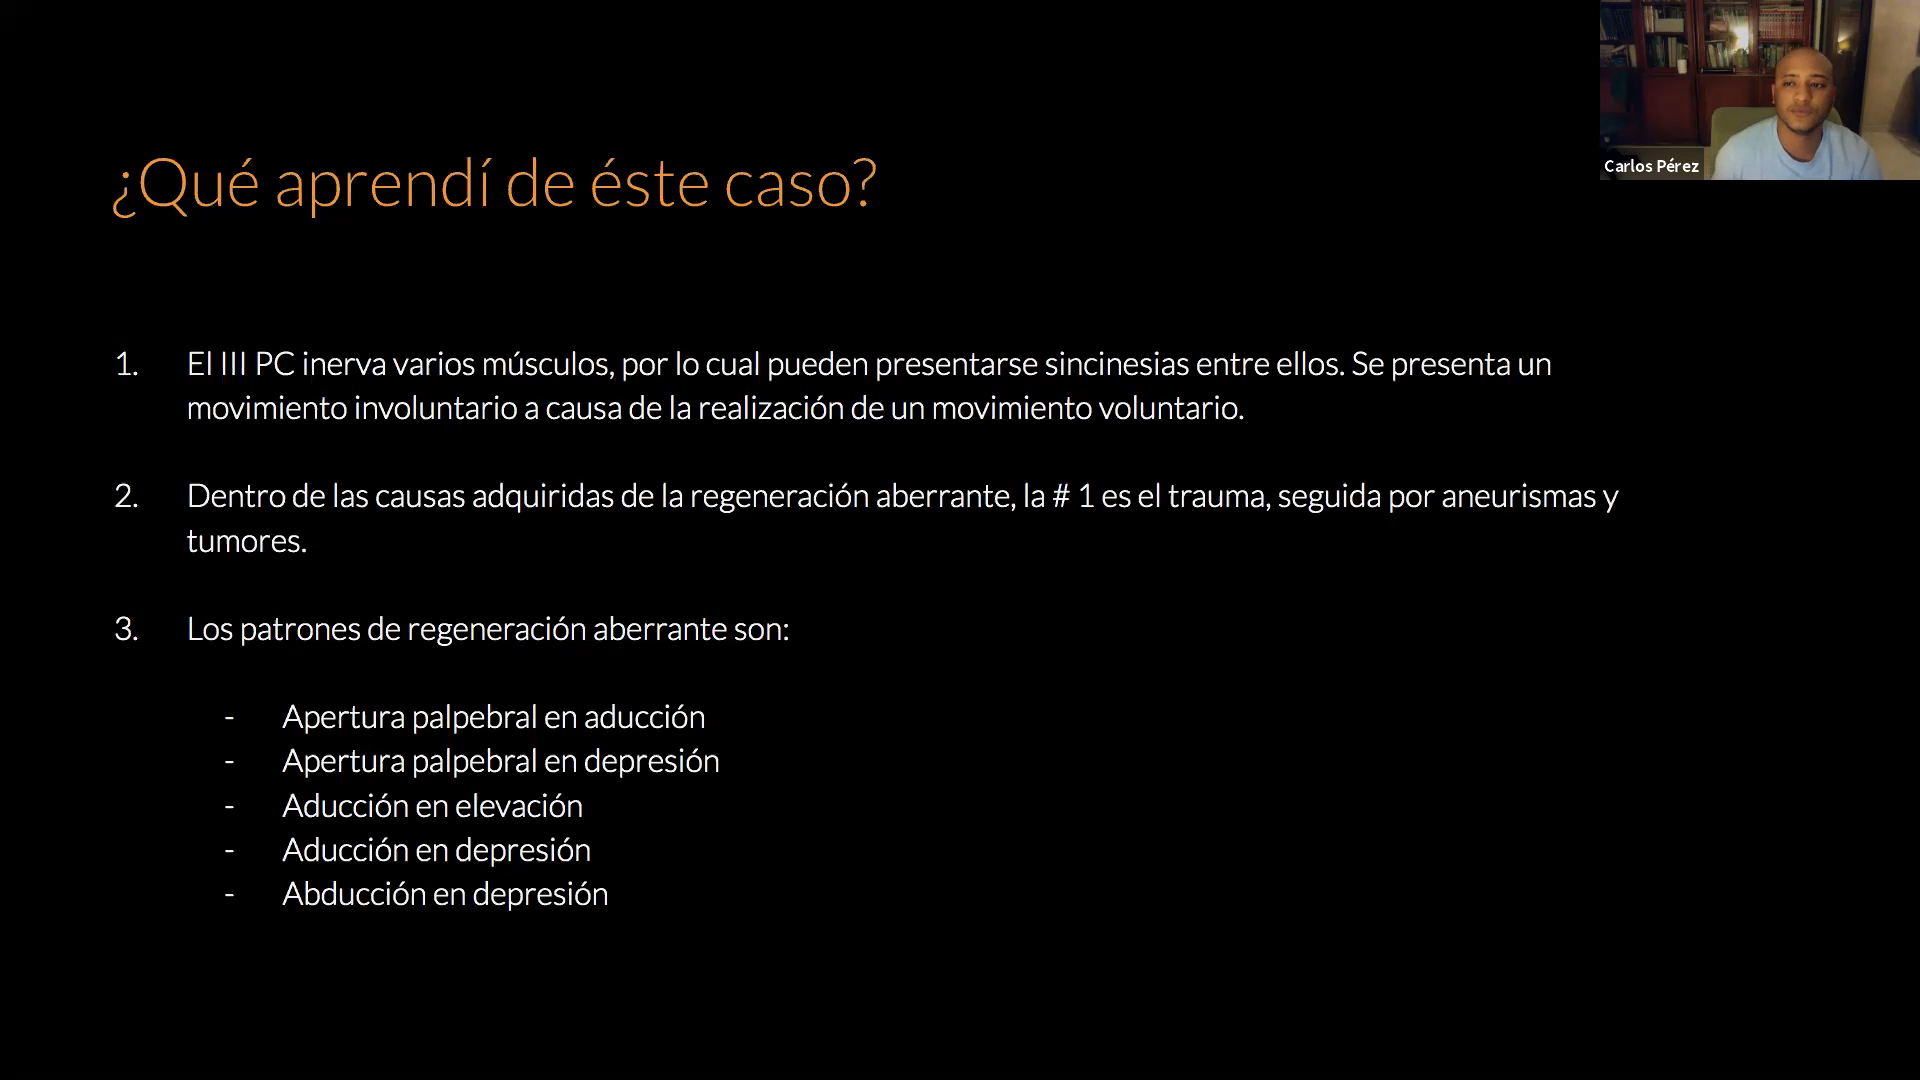 ¿Qué aprendí de éste caso?
Carlos Pérez
1. El III PC inerva varios músculos, por lo cual pueden presentarse sincinesias entre ellos. Se presenta un
movimiento involuntario a causa de la realización de un movimiento voluntario.
2. Dentro de las causas adquiridas de la regeneración aberrante, la # 1 es el trauma, seguida por aneurismas y
tumores.
3. Los patrones de regeneración aberrante son:
- Apertura palpebral en aducción
- Apertura palpebral en depresión
- Aducción en elevación
- Aducción en depresión
- Abducción en depresión